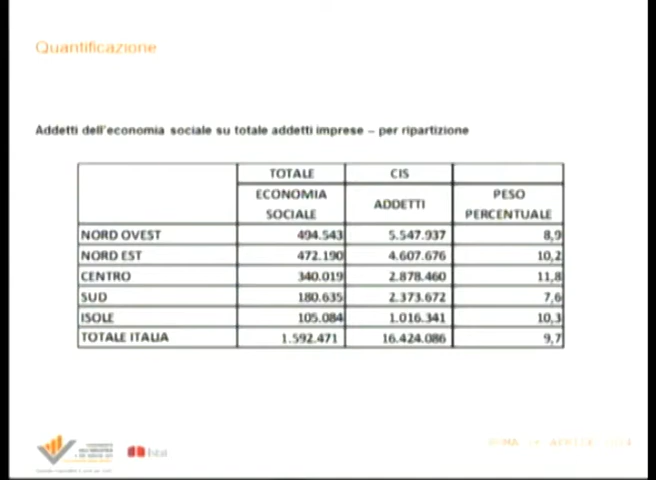 Quantificazione
Addetti dell'economia sociale su totale addetti imprese – per ripartizione
TOTALE CIS
ECONOMIA SOCIALE ADDETTI PESO PERCENTUALE
NORD OVEST 494.543 5.547.937 8,9
NORD EST 472.190 4.607.676 10,2
CENTRO 340.019 2.878.460 11,8
SUD 180.635 2.373.672 7,6
ISOLE 105.084 1.016.341 10,3
TOTALE ITALIA 1.592.471 16.424.086 9,7
Istat